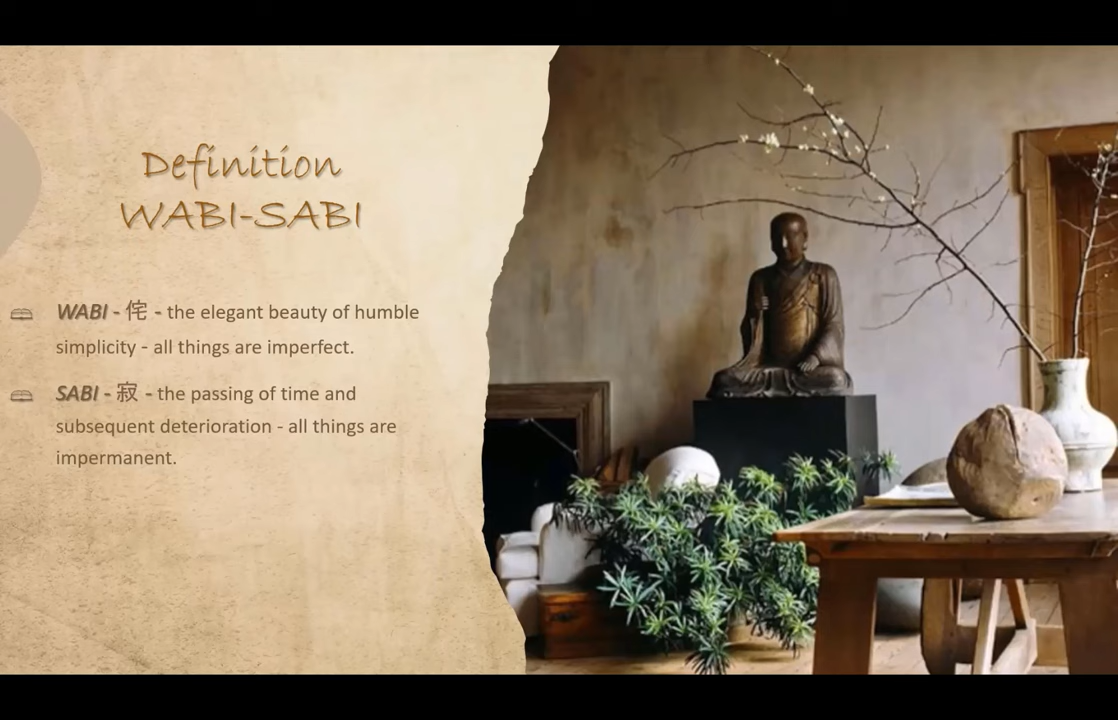 Definition
WABI-SABI
WABI - 侘 - the elegant beauty of humble
simplicity - all things are imperfect.
SABI - 寂 - the passing of time and
subsequent deterioration - all things are
impermanent.